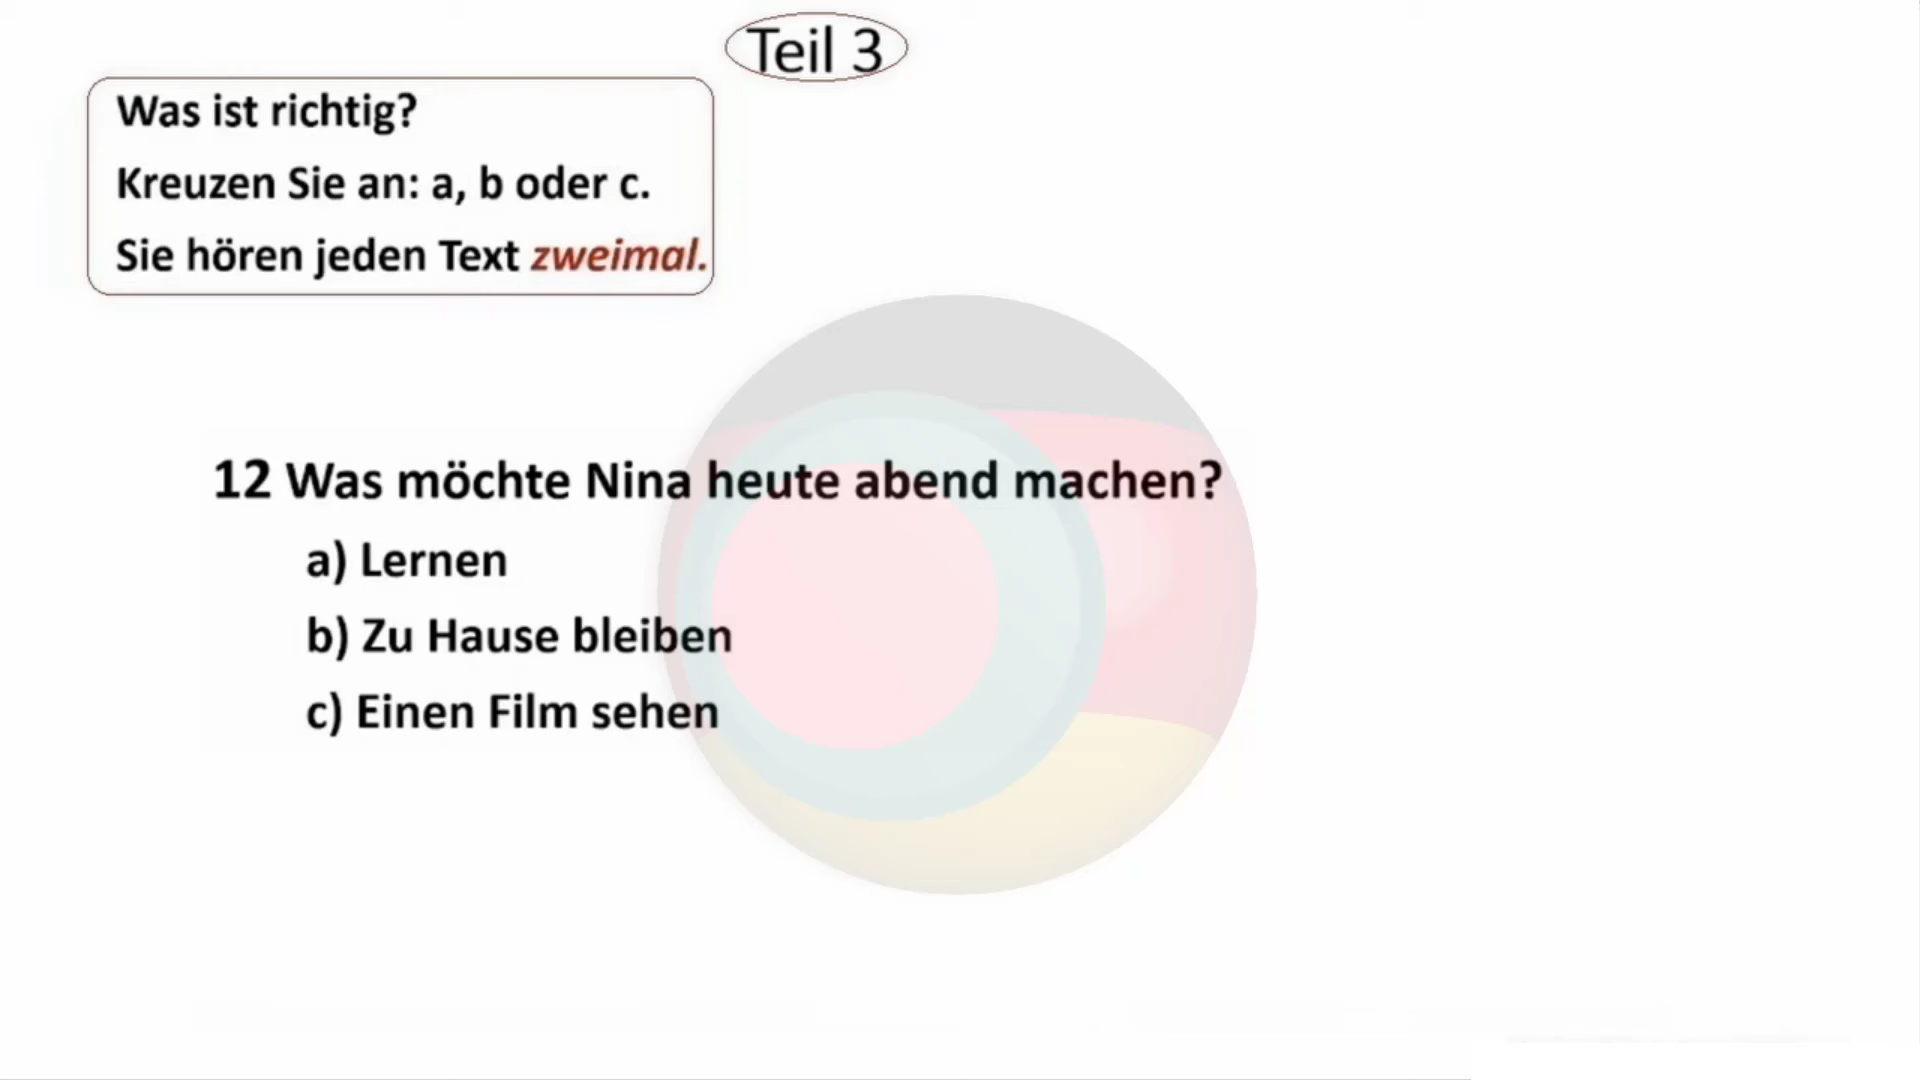 Teil 3
Was ist richtig?
Kreuzen Sie an: a, b oder c.
Sie hören jeden Text zweimal.
12 Was möchte Nina heute abend machen?
a) Lernen
b) Zu Hause bleiben
c) Einen Film sehen